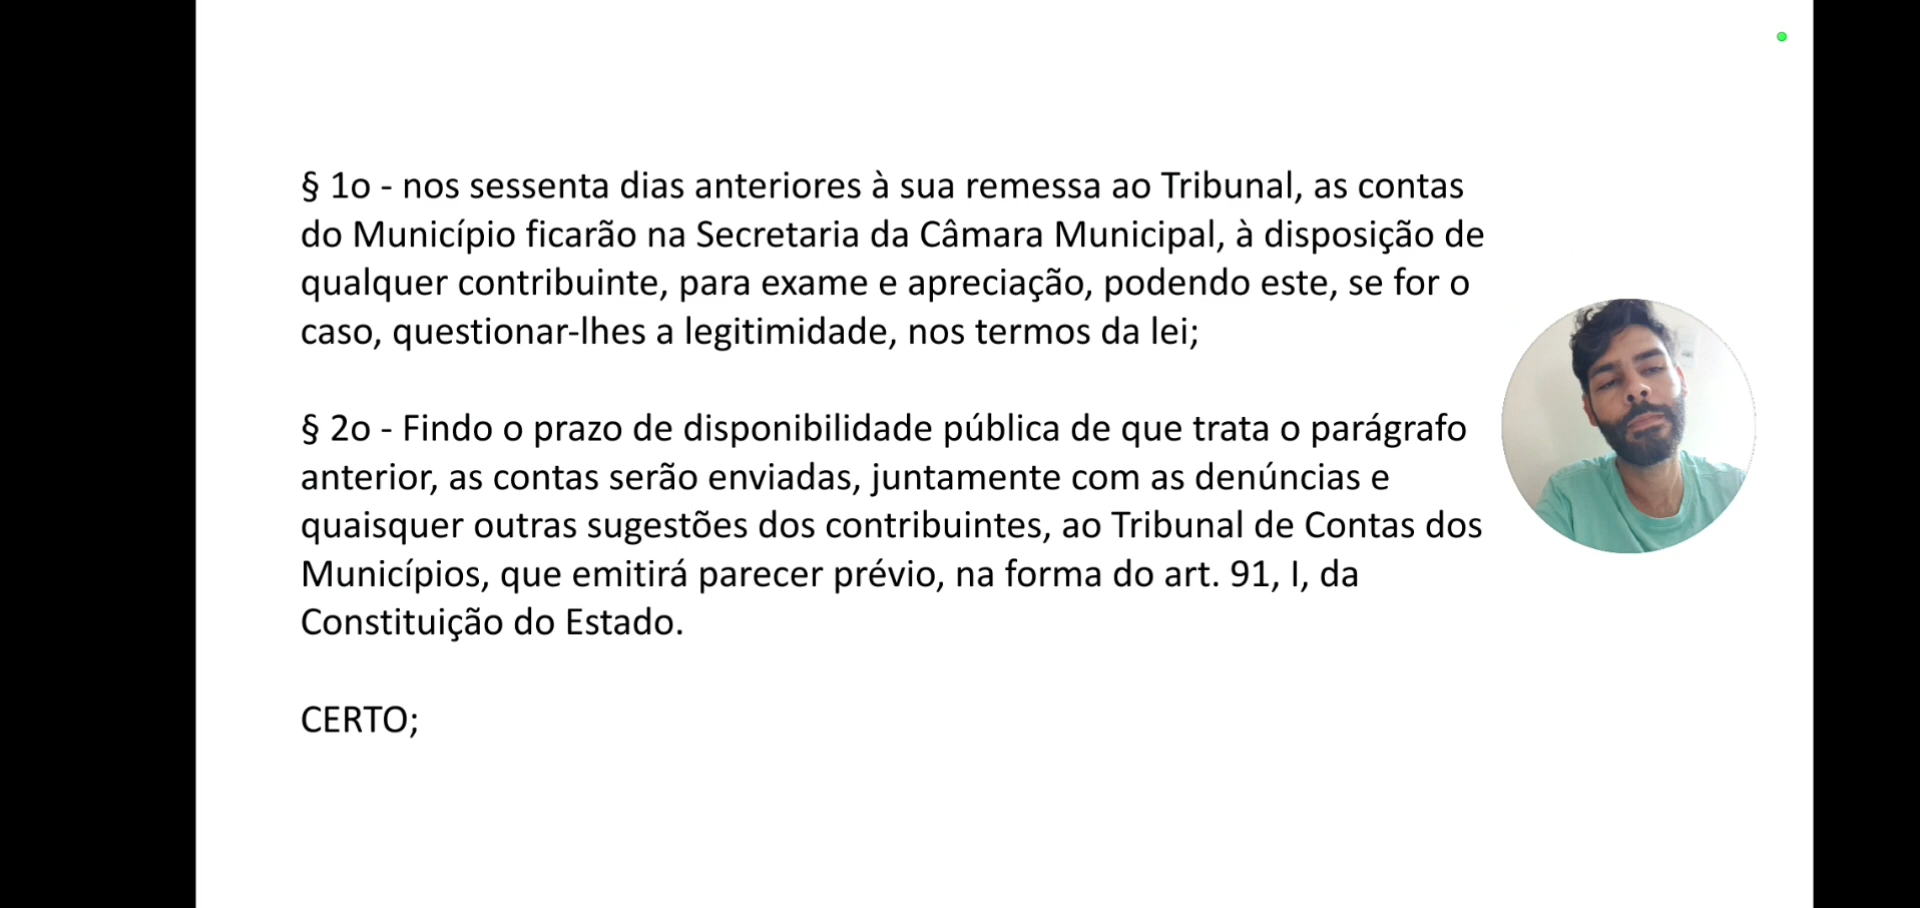 § 1o - nos sessenta dias anteriores à sua remessa ao Tribunal, as contas
do Município ficarão na Secretaria da Câmara Municipal, à disposição de
qualquer contribuinte, para exame e apreciação, podendo este, se for o
caso, questionar-lhes a legitimidade, nos termos da lei;
§ 2o - Findo o prazo de disponibilidade pública de que trata o parágrafo
anterior, as contas serão enviadas, juntamente com as denúncias e
quaisquer outras sugestões dos contribuintes, ao Tribunal de Contas dos
Municípios, que emitirá parecer prévio, na forma do art. 91, I, da
Constituição do Estado.
CERTO;